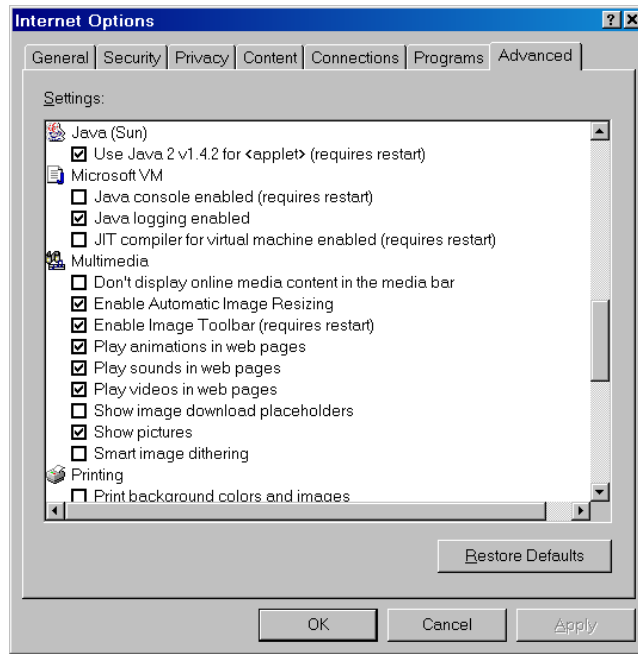 Internet Options
General Security Privacy Content Connections Programs Advanced
Settings:
Java (Sun)
Use Java 2 v1.4.2 for <applet> (requires restart)
Microsoft VM
Java console enabled (requires restart)
Java logging enabled
JIT compiler for virtual machine enabled (requires restart)
Multimedia
Don't display online media content in the media bar
Enable Automatic Image Resizing
Enable Image Toolbar (requires restart)
Play animations in web pages
Play sounds in web pages
Play videos in web pages
Show image download placeholders
Show pictures
Smart image dithering
Printing
Print background colors and images
Restore Defaults
OK Cancel Apply